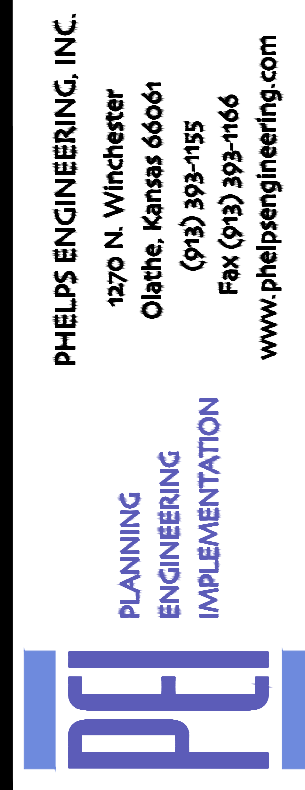 PEI
PLANNING
ENGINEERING
IMPLEMENTATION
PHELPS ENGINEERING, INC.
1270 N. Winchester
Olathe, Kansas 66061
(913) 393-1155
Fax (913) 393-1166
www.phelpsengineering.com